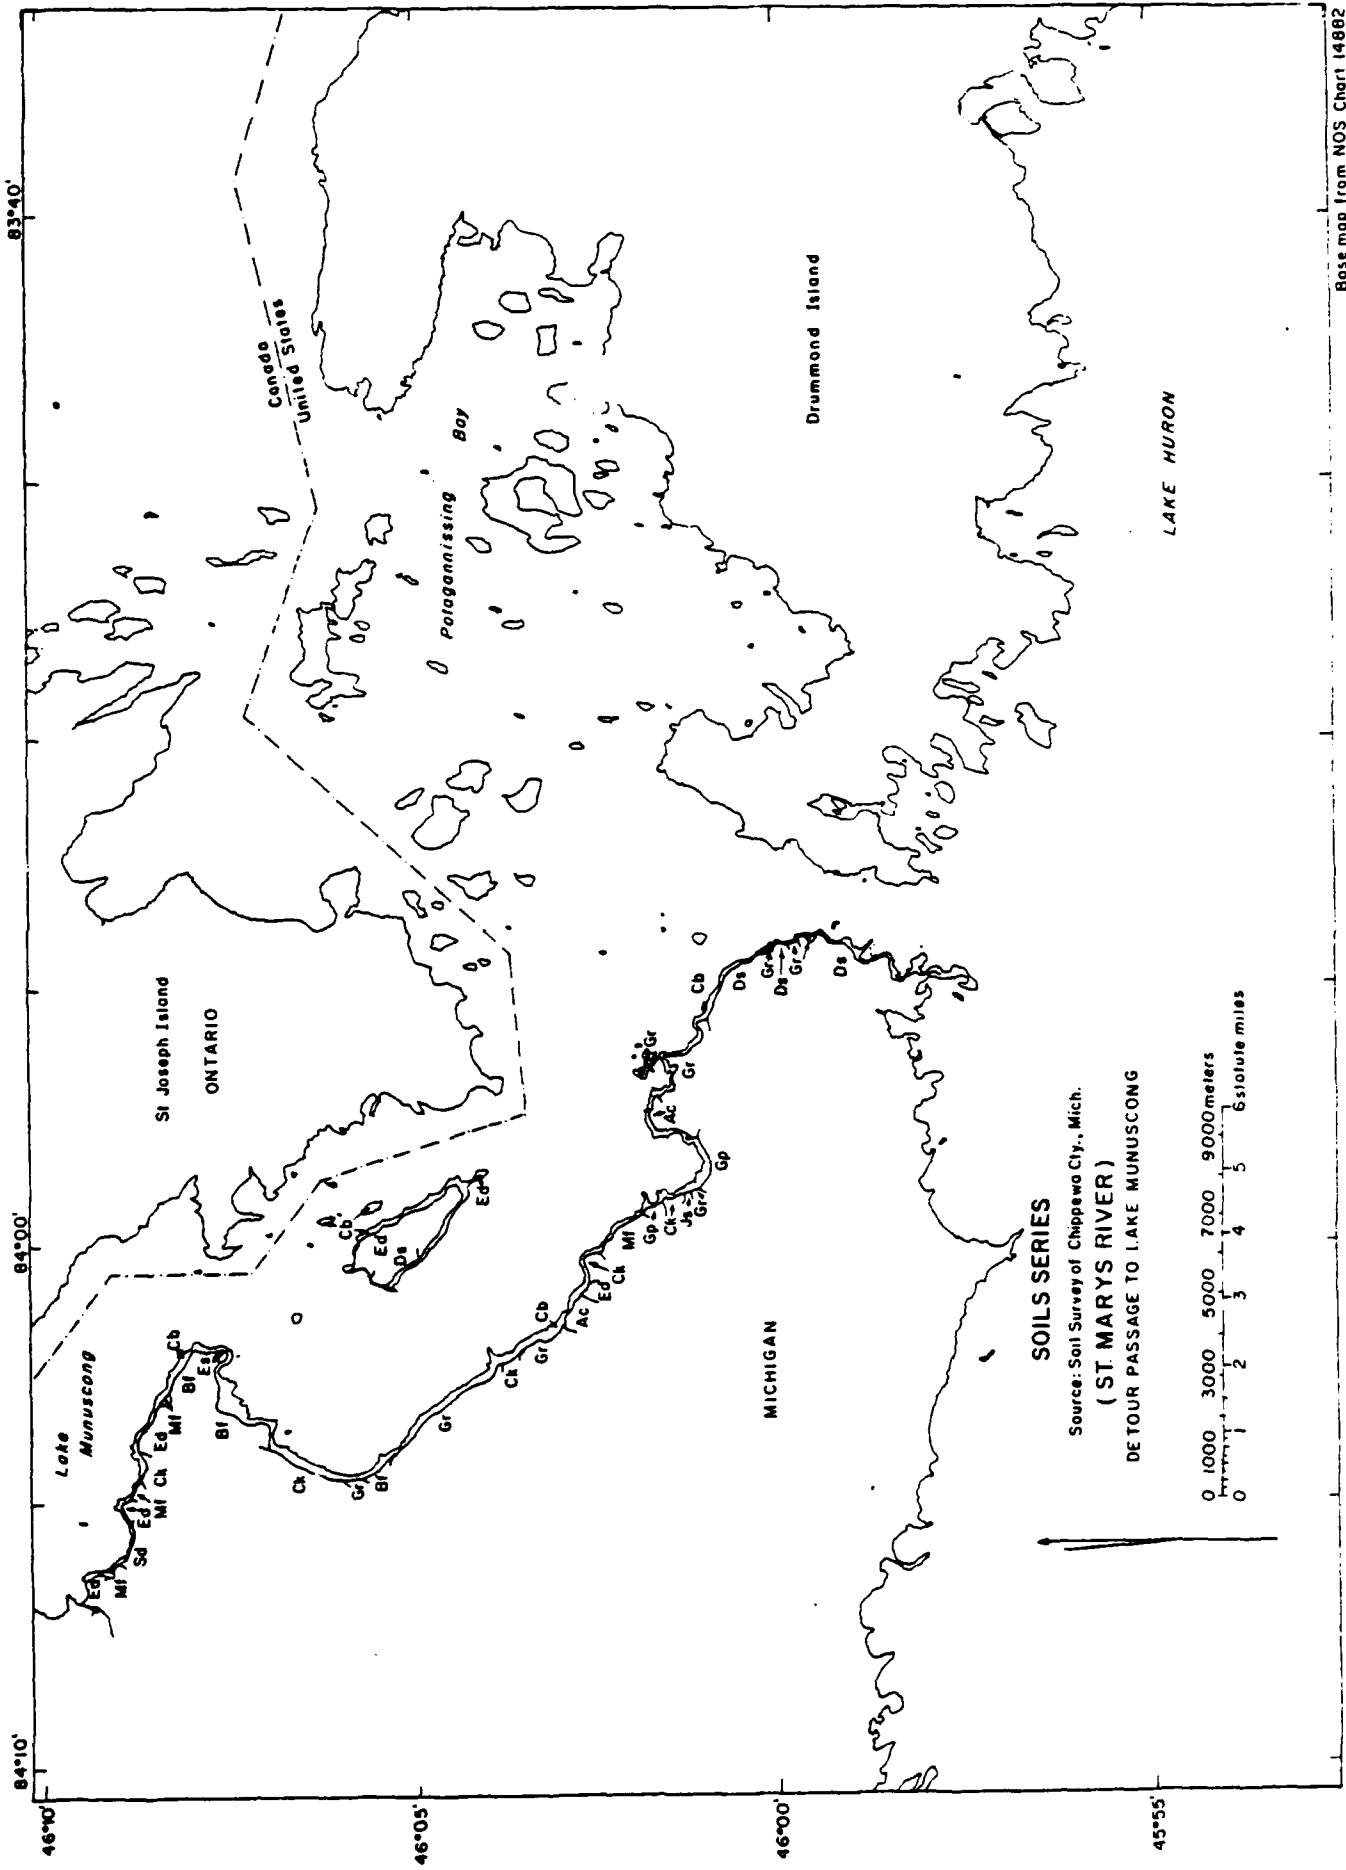 84°10'
84°00'
83°40'
46°10'
46°05'
46°00'
45°55'
Lake
Munuscong
St Joseph Island
ONTARIO
Canada
United States
Potagannissing
Bay
Drummond Island
LAKE HURON
MICHIGAN
Ed
Mf
Sd
Ed
Mf
Ck
Ed
Mf
Bf
Cb
Es
Bf
Ck
Gr
Bf
Gr
Ck
Gr
Cb
Ac
Ed
Ck
Mf
Gp
Ck
Js
Gr
Gp
Ac
Gr
Gr
Cb
Ds
Gr
Ds
Gr
Ds
Cb
Ed
Ds
Ed
SOILS SERIES
Source: Soil Survey of Chippewa Cty., Mich.
(ST. MARYS RIVER)
DETOUR PASSAGE TO LAKE MUNUSCONG
0 1000 3000 5000 7000 9000 meters
0 1 2 3 4 5 6 statute miles
Base map from NOS Chart 14882